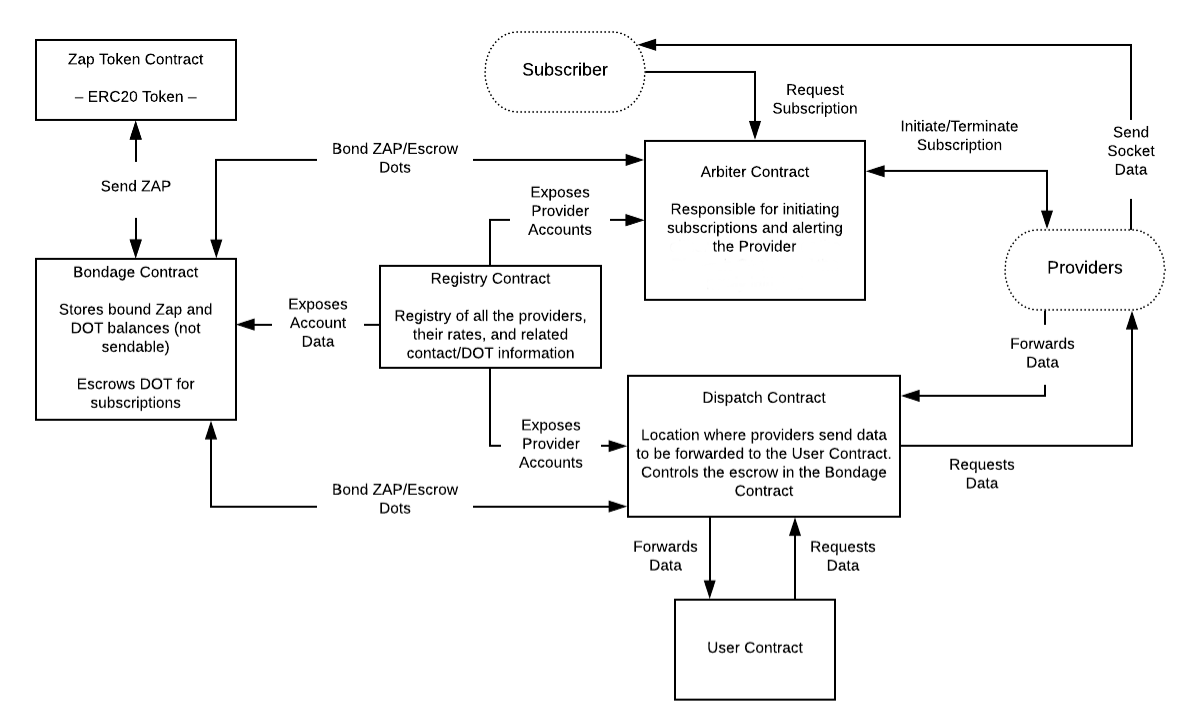 Zap Token Contract
– ERC20 Token –
Subscriber
Request
Subscription
Initiate/Terminate
Subscription
Send
Socket
Data
Bond ZAP/Escrow
Dots
Send ZAP
Arbiter Contract
Responsible for initiating
subscriptions and alerting
the Provider
Exposes
Provider
Accounts
Providers
Bondage Contract
Stores bound Zap and
DOT balances (not
sendable)
Escrows DOT for
subscriptions
Exposes
Account
Data
Registry Contract
Registry of all the providers,
their rates, and related
contact/DOT information
Forwards
Data
Dispatch Contract
Location where providers send data
to be forwarded to the User Contract.
Controls the escrow in the Bondage
Contract
Exposes
Provider
Accounts
Requests
Data
Bond ZAP/Escrow
Dots
Forwards
Data
Requests
Data
User Contract